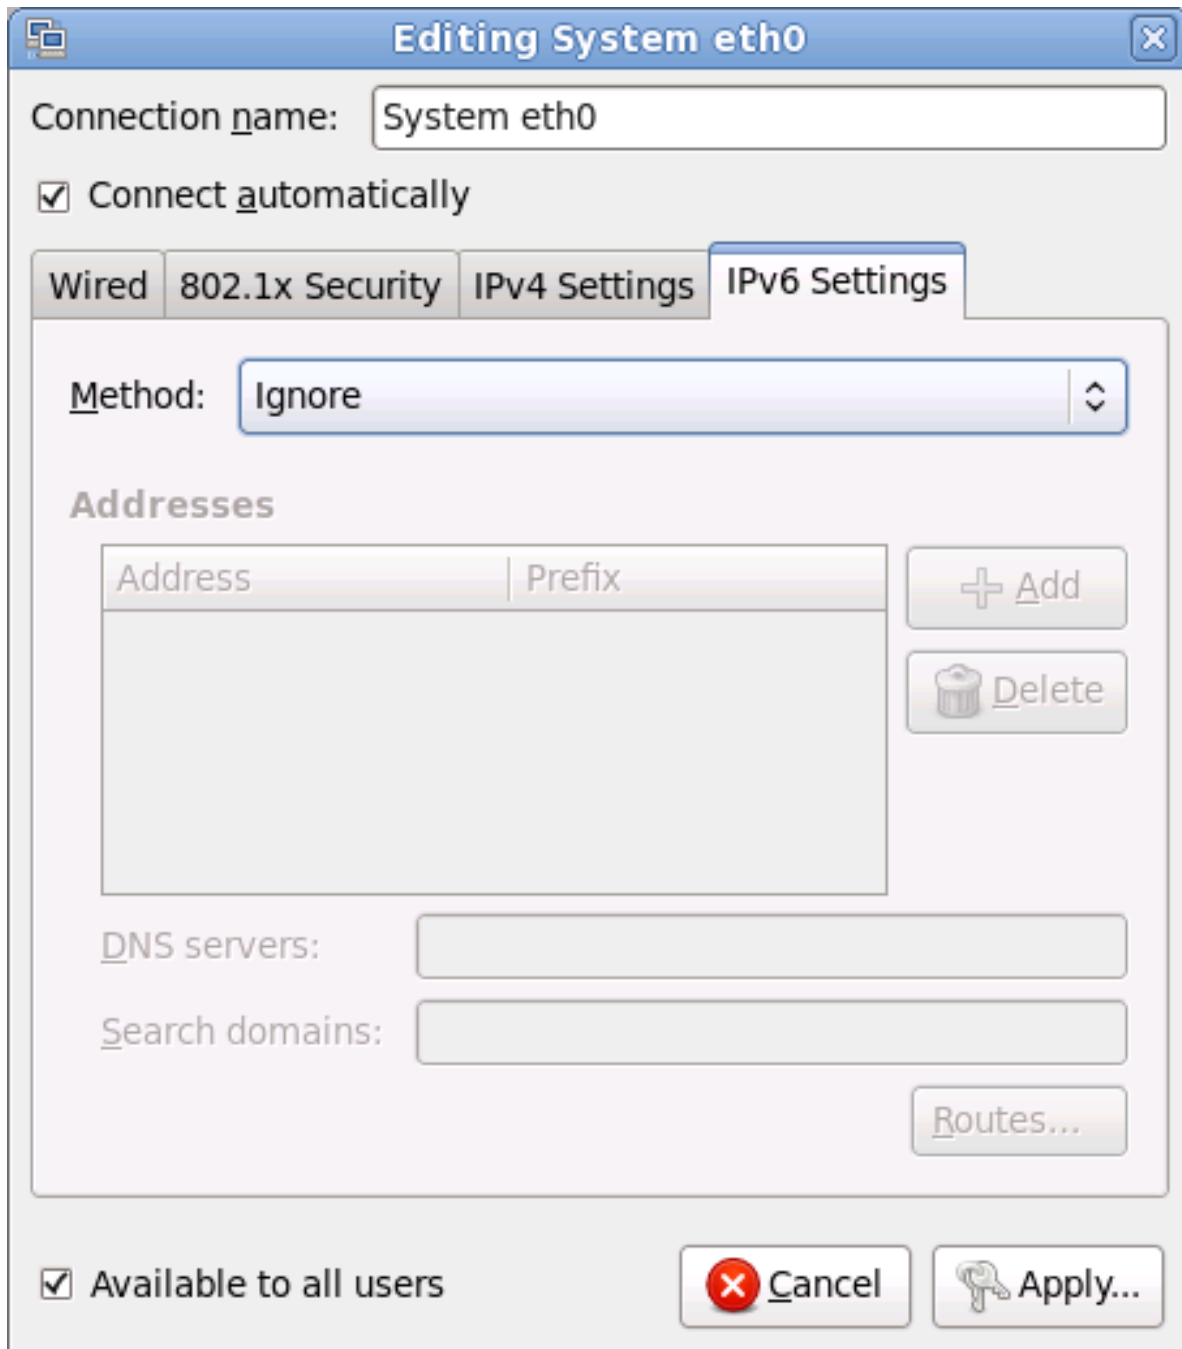 Editing System eth0
Connection name: System eth0
Connect automatically
Wired 802.1x Security IPv4 Settings IPv6 Settings
Method: Ignore
Addresses
Address Prefix
Add
Delete
DNS servers:
Search domains:
Routes...
Available to all users Cancel Apply...